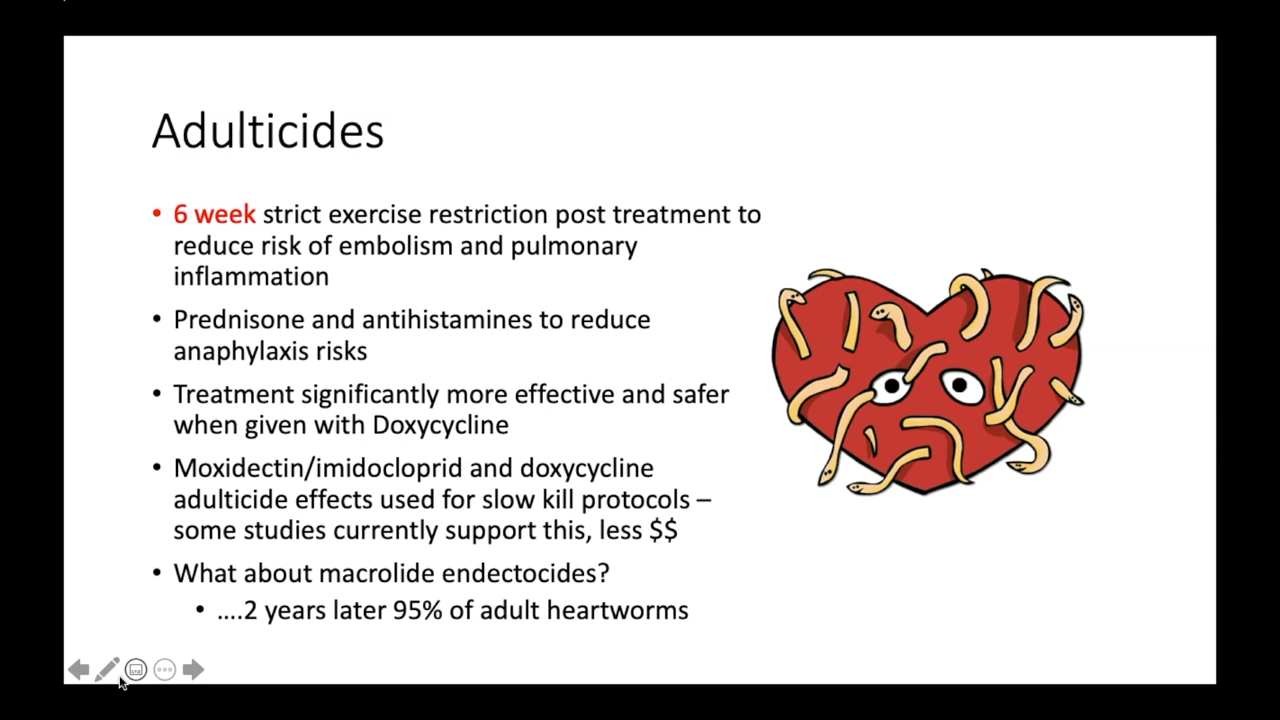 Adulticides
• 6 week strict exercise restriction post treatment to
reduce risk of embolism and pulmonary
inflammation
• Prednisone and antihistamines to reduce
anaphylaxis risks
• Treatment significantly more effective and safer
when given with Doxycycline
• Moxidectin/imidocloprid and doxycycline
adulticide effects used for slow kill protocols –
some studies currently support this, less $$
• What about macrolide endectocides?
• ....2 years later 95% of adult heartworms